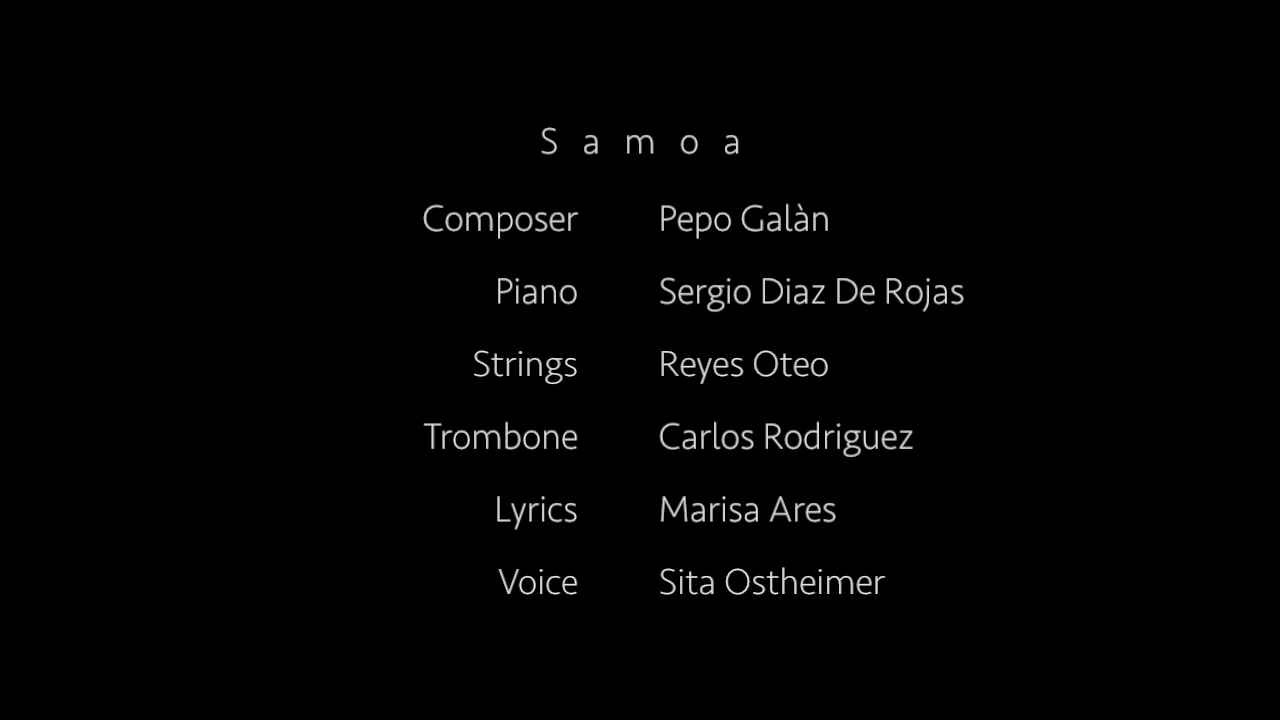 Samoa
Composer Pepo Galàn
Piano Sergio Diaz De Rojas
Strings Reyes Oteo
Trombone Carlos Rodriguez
Lyrics Marisa Ares
Voice Sita Ostheimer